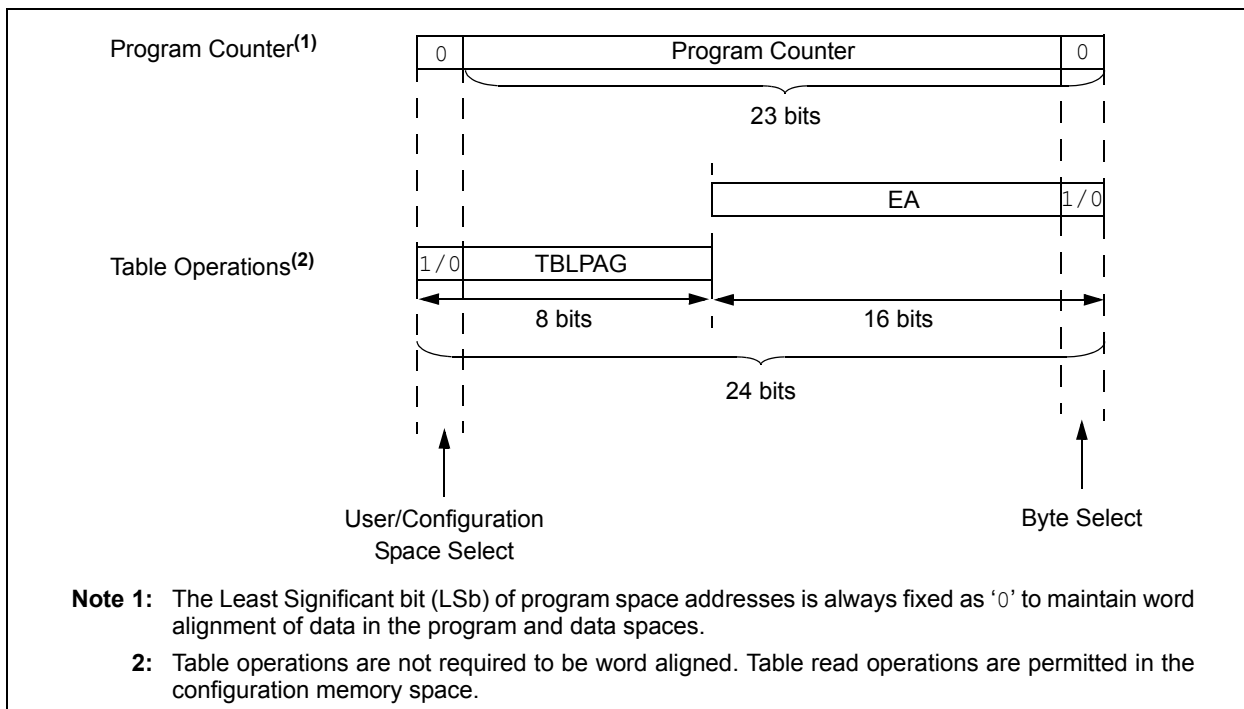 Program Counter(1)
0 Program Counter 0
23 bits
EA 1/0
Table Operations(2)
1/0 TBLPAG
8 bits 16 bits
24 bits
User/Configuration
Space Select
Byte Select
Note 1: The Least Significant bit (LSb) of program space addresses is always fixed as ‘0’ to maintain word
alignment of data in the program and data spaces.
2: Table operations are not required to be word aligned. Table read operations are permitted in the
configuration memory space.